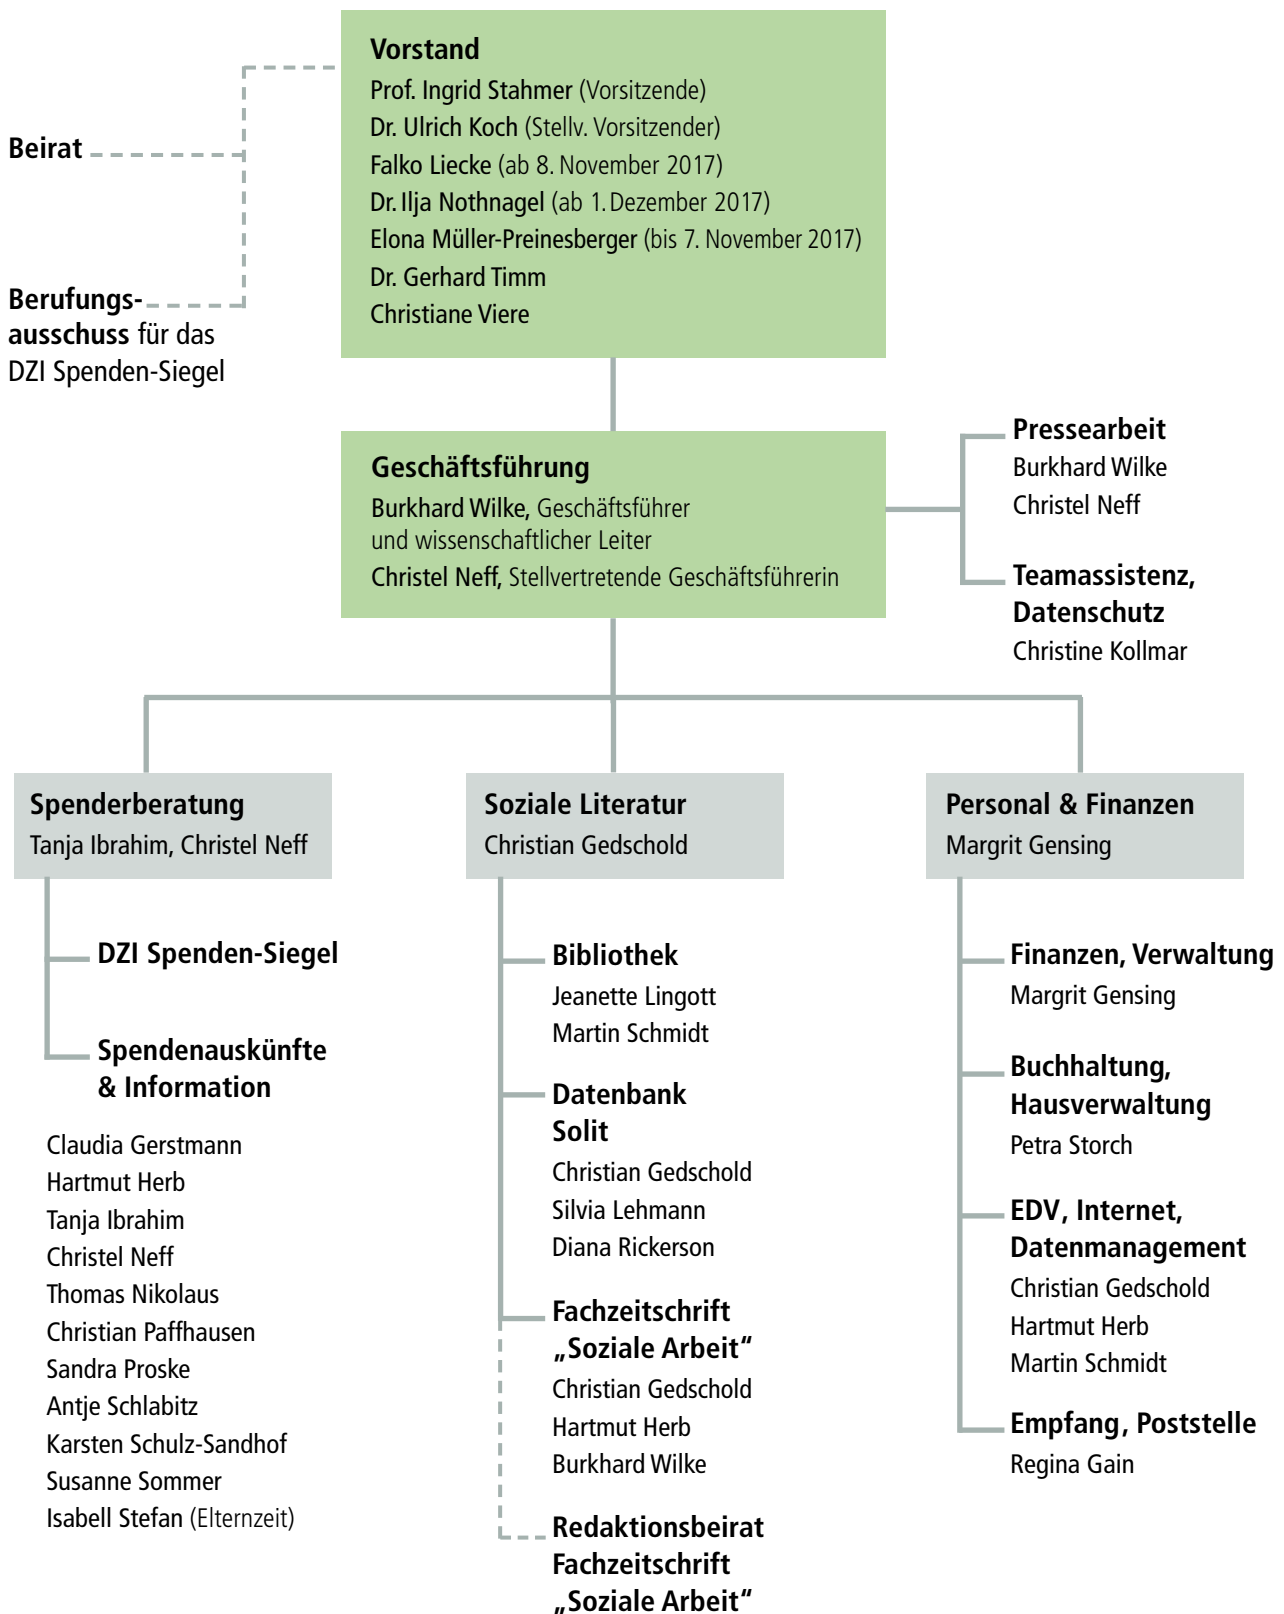 Vorstand
Prof. Ingrid Stahmer (Vorsitzende)
Dr. Ulrich Koch (Stellv. Vorsitzender)
Falko Liecke (ab 8. November 2017)
Dr. Ilja Nothnagel (ab 1. Dezember 2017)
Elona Müller-Preinesberger (bis 7. November 2017)
Dr. Gerhard Timm
Christiane Viere
Beirat
Berufungs-
ausschuss für das
DZI Spenden-Siegel
Geschäftsführung
Burkhard Wilke, Geschäftsführer
und wissenschaftlicher Leiter
Christel Neff, Stellvertretende Geschäftsführerin
Pressearbeit
Burkhard Wilke
Christel Neff
Teamassistenz,
Datenschutz
Christine Kollmar
Spenderberatung
Tanja Ibrahim, Christel Neff
DZI Spenden-Siegel
Spendenauskünfte
& Information
Claudia Gerstmann
Hartmut Herb
Tanja Ibrahim
Christel Neff
Thomas Nikolaus
Christian Paffhausen
Sandra Proske
Antje Schlabitz
Karsten Schulz-Sandhof
Susanne Sommer
Isabell Stefan (Elternzeit)
Soziale Literatur
Christian Gedschold
Bibliothek
Jeanette Lingott
Martin Schmidt
Datenbank
Solit
Christian Gedschold
Silvia Lehmann
Diana Rickerson
Fachzeitschrift
„Soziale Arbeit“
Christian Gedschold
Hartmut Herb
Burkhard Wilke
Redaktionsbeirat
Fachzeitschrift
„Soziale Arbeit“
Personal & Finanzen
Margrit Gensing
Finanzen, Verwaltung
Margrit Gensing
Buchhaltung,
Hausverwaltung
Petra Storch
EDV, Internet,
Datenmanagement
Christian Gedschold
Hartmut Herb
Martin Schmidt
Empfang, Poststelle
Regina Gain